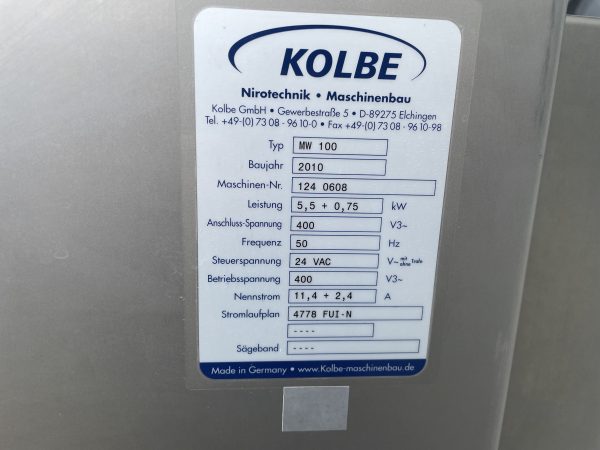 KOLBE
Nirotechnik • Maschinenbau
Kolbe GmbH • Gewerbestraße 5 • D-89275 Elchingen
Tel. +49-(0) 73 08 - 96 10-0 • Fax +49-(0) 73 08 - 96 10-98
Typ MW 100
Baujahr 2010
Maschinen-Nr. 124 0608
Leistung 5,5 + 0,75 kW
Anschluss-Spannung 400 V3~
Frequenz 50 Hz
Steuerspannung 24 VAC V~ mit ohne Trafo
Betriebsspannung 400 V3~
Nennstrom 11,4 + 2,4 A
Stromlaufplan 4778 FUI-N
----
Sägeband ----
Made in Germany • www.Kolbe-maschinenbau.de